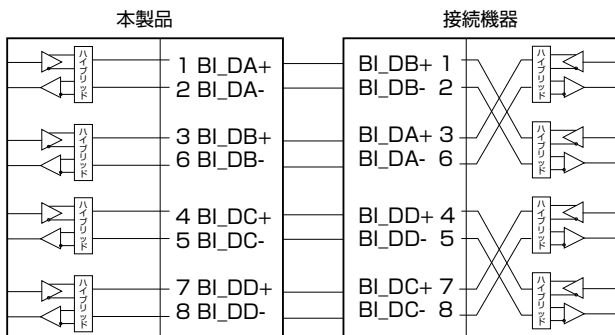 本製品
接続機器
ハイブリッド
1 BI_DA+
2 BI_DA-
BI_DB+ 1
BI_DB- 2
ハイブリッド
ハイブリッド
3 BI_DB+
6 BI_DB-
BI_DA+ 3
BI_DA- 6
ハイブリッド
ハイブリッド
4 BI_DC+
5 BI_DC-
BI_DD+ 4
BI_DD- 5
ハイブリッド
ハイブリッド
7 BI_DD+
8 BI_DD-
BI_DC+ 7
BI_DC- 8
ハイブリッド